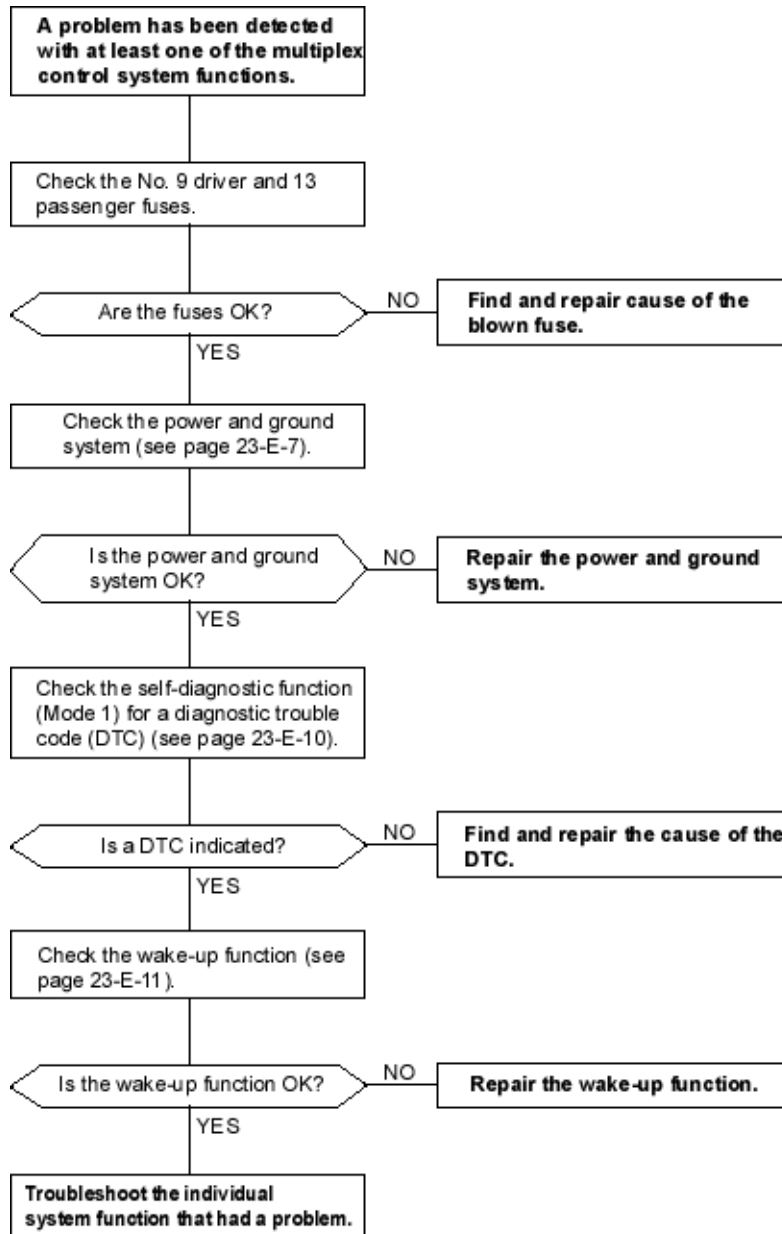 A problem has been detected
with at least one of the multiplex
control system functions.
Check the No. 9 driver and 13
passenger fuses.
Are the fuses OK?
NO
Find and repair cause of the
blown fuse.
YES
Check the power and ground
system (see page 23-E-7).
Is the power and ground
system OK?
NO
Repair the power and ground
system.
YES
Check the self-diagnostic function
(Mode 1) for a diagnostic trouble
code (DTC) (see page 23-E-10).
Is a DTC indicated?
NO
Find and repair the cause of the
DTC.
YES
Check the wake-up function (see
page 23-E-11).
Is the wake-up function OK?
NO
Repair the wake-up function.
YES
Troubleshoot the individual
system function that had a problem.